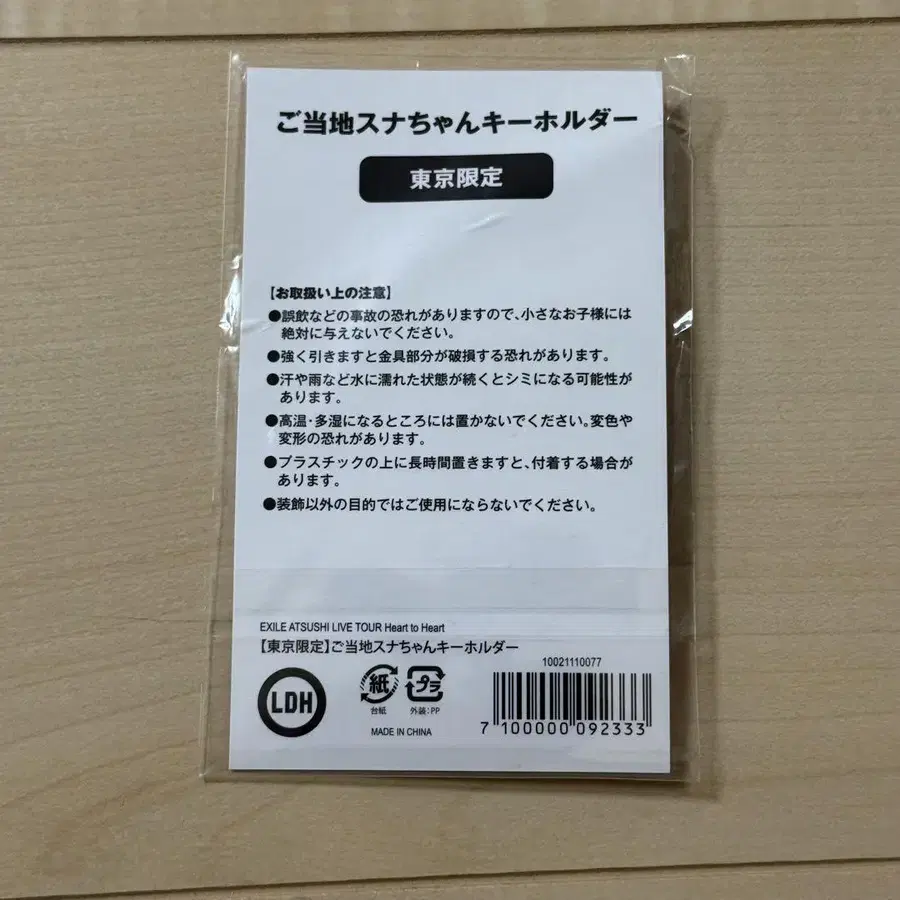 ご当地スナちゃんキーホルダー
東京限定
【お取扱い上の注意】
●誤飲などの事故の恐れがありますので、小さなお子様には
絶対に与えないでください。
●強く引きますと金具部分が破損する恐れがあります。
●汗や雨など水に濡れた状態が続くとシミになる可能性が
あります。
●高温・多湿になるところには置かないでください。変色や
変形の恐れがあります。
●プラスチックの上に長時間置きますと、付着する場合が
あります。
●装飾以外の目的ではご使用にならないでください。
EXILE ATSUSHI LIVE TOUR Heart to Heart
【東京限定】ご当地スナちゃんキーホルダー
LDH
紙
台紙
プラ
外装:PP
MADE IN CHINA
10021110077
7 100000 092333